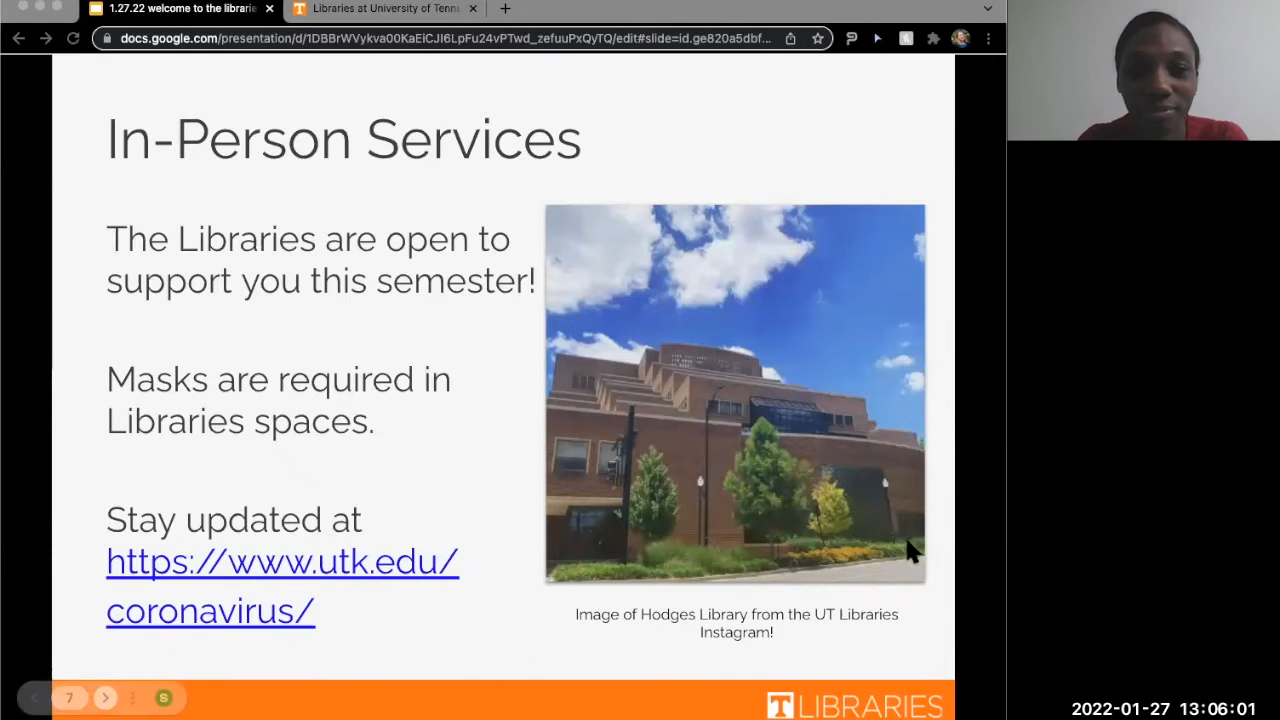 1.27.22 welcome to the librarie
Libraries at University of Tenn
docs.google.com/presentation/d/1DBBrWVykva00KaEiCJI6LpFu24vPTwd_zefuuPxQyTQ/edit#slide=id.ge820a5dbf...
In-Person Services
The Libraries are open to
support you this semester!
Masks are required in
Libraries spaces.
Stay updated at
https://www.utk.edu/
coronavirus/
Image of Hodges Library from the UT Libraries
Instagram!
7
S
T LIBRARIES
2022-01-27 13:06:01